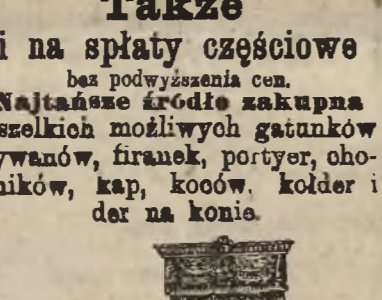 Także
i na spłaty częściowe
bez podwyższenia cen.
Najtańsze źródło zakupna
szelkich możliwych gatunków
ywanów, firanek, portyer, cho-
ników, kap, koców, kołder i
der na konie.